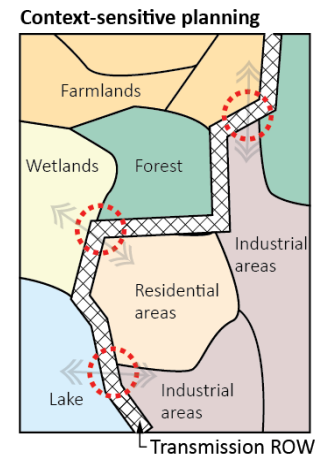 Context-sensitive planning
Farmlands
Wetlands
Forest
Industrial
areas
Residential
areas
Lake
Industrial
areas
Transmission ROW